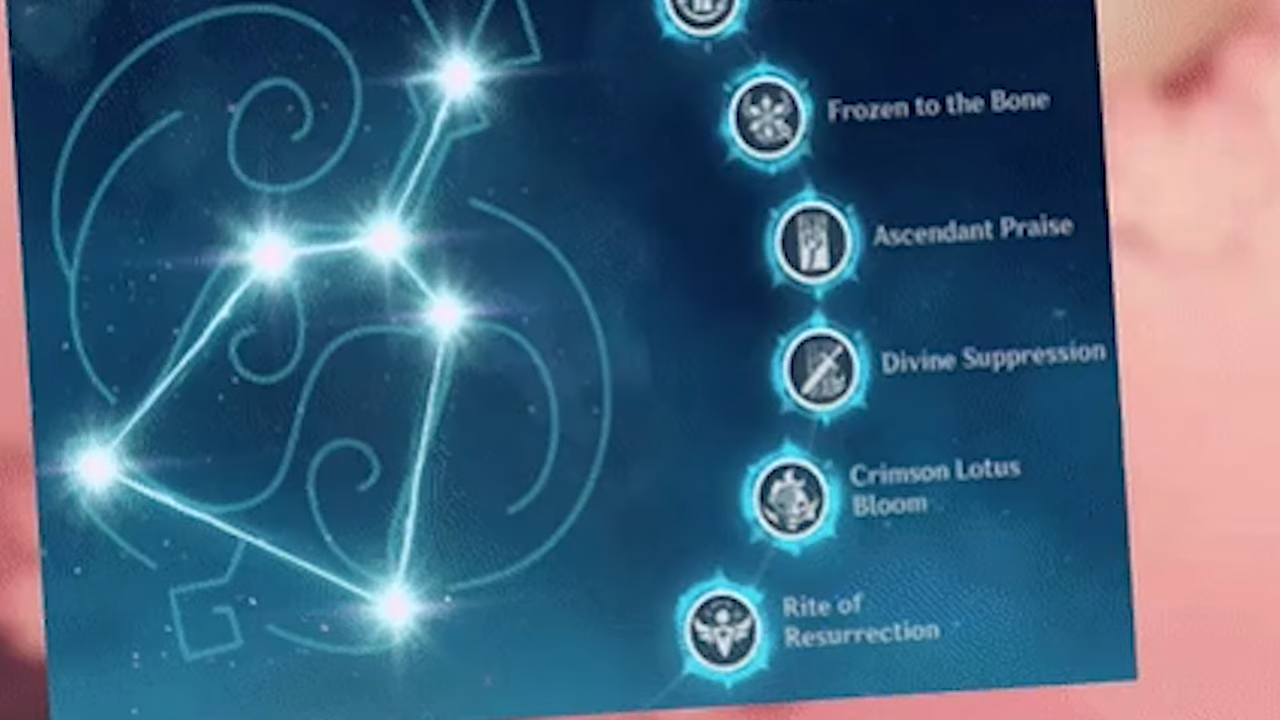 Frozen to the Bone
Ascendant Praise
Divine Suppression
Crimson Lotus
Bloom
Rite of
Resurrection